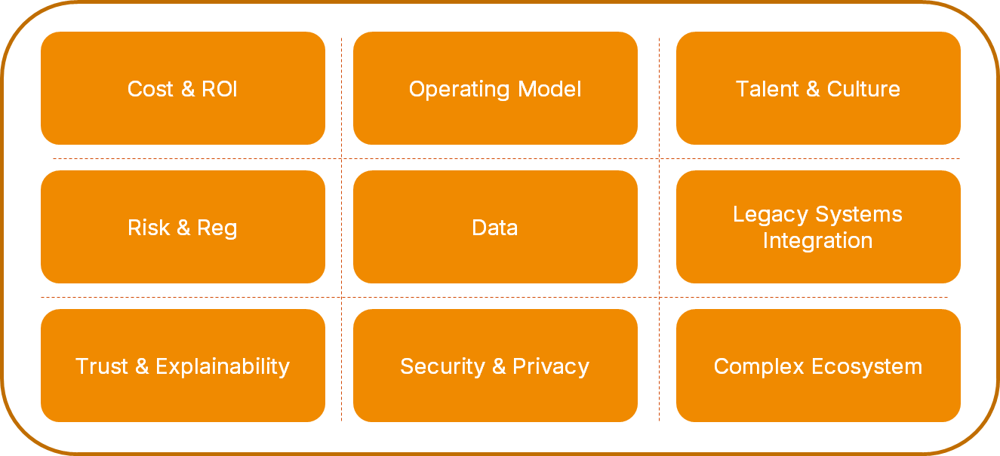 Cost & ROI
Operating Model
Talent & Culture
Risk & Reg
Data
Legacy Systems
Integration
Trust & Explainability
Security & Privacy
Complex Ecosystem